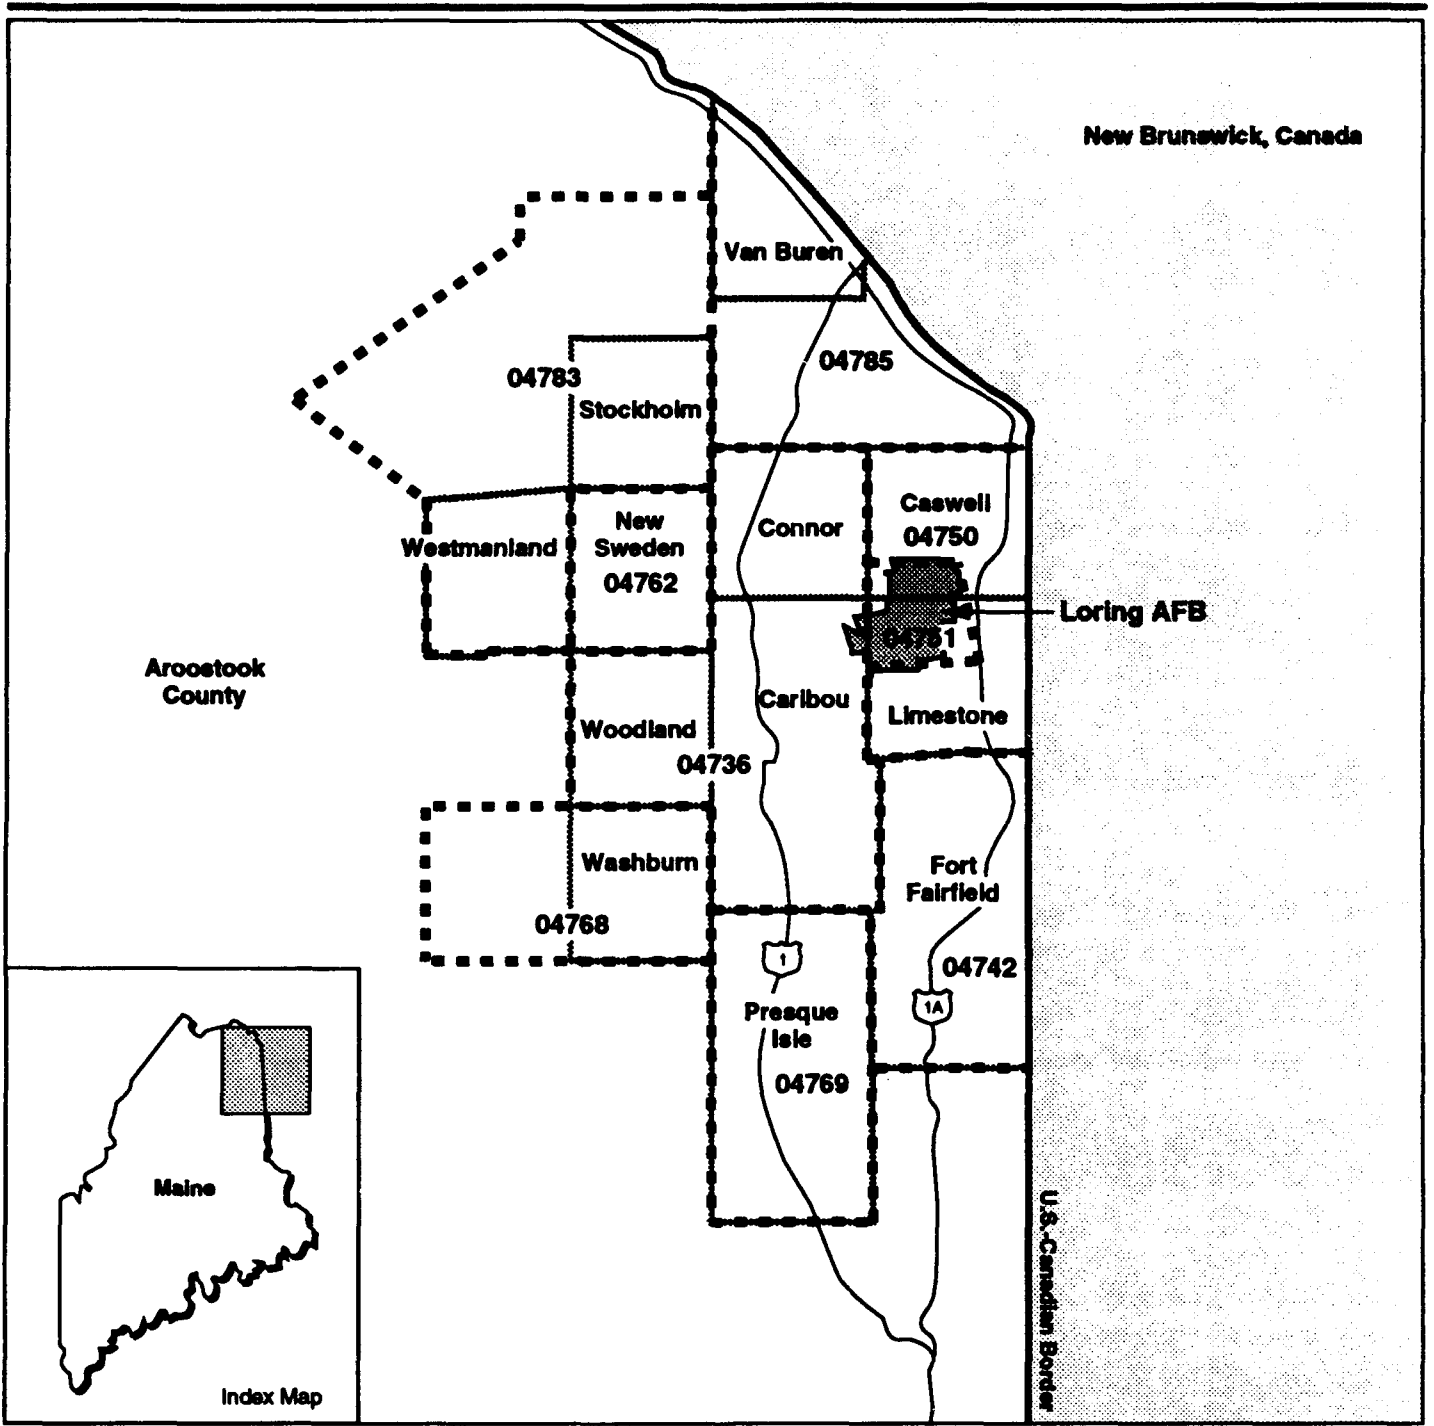 New Brunswick, Canada
Van Buren
04785
04783
Stockholm
Caswell
04750
New
Sweden
04762
Connor
Westmanland
Loring AFB
04751
Aroostook
County
Caribou
Limestone
Woodland
04736
Washburn
Fort
Fairfield
04768
1
04742
1A
Presque
Isle
04769
Maine
U.S.-Canadian Border
Index Map